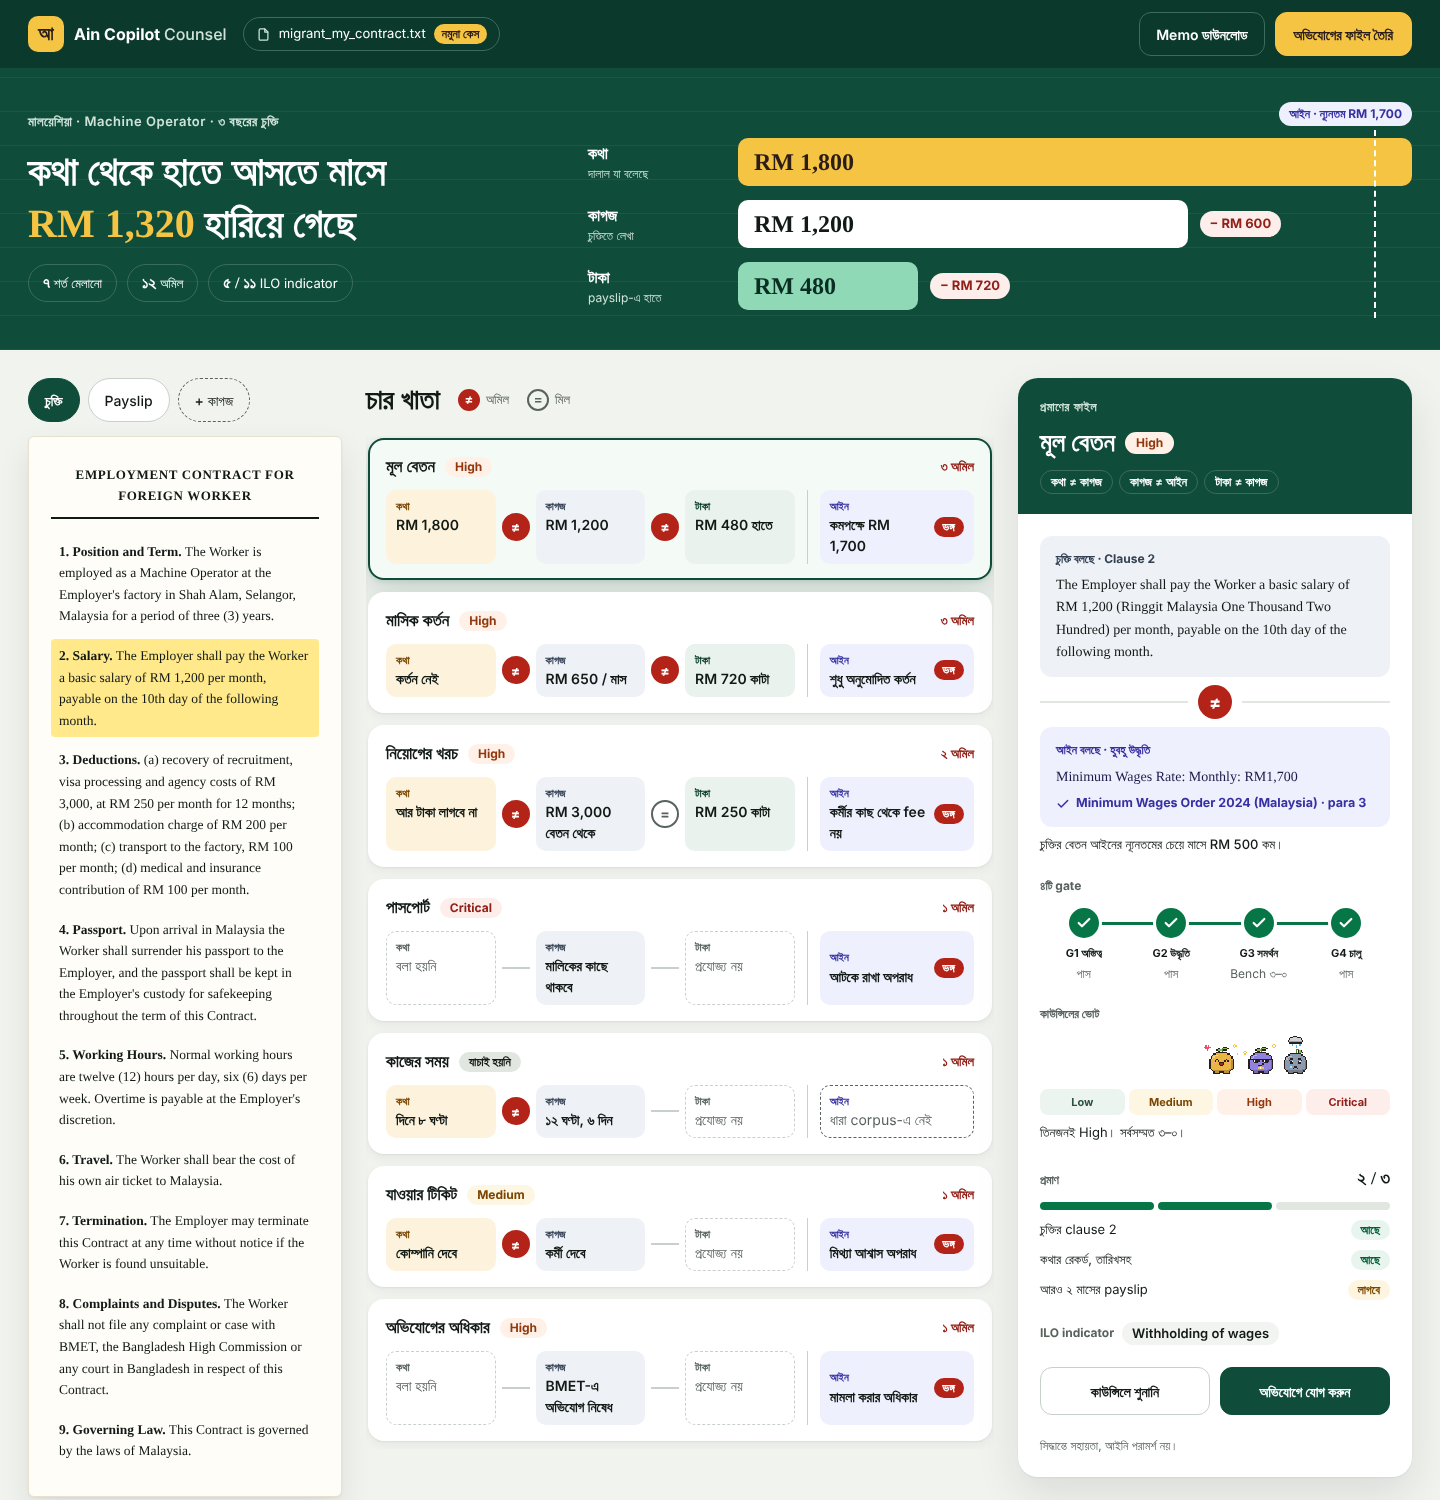 আ Ain Copilot Counsel migrant_my_contract.txt নমুনা কেস Memo ডাউনলোড অভিযোগের ফাইল তৈরি
মালয়েশিয়া · Machine Operator · ৩ বছরের চুক্তি
কথা থেকে হাতে আসতে মাসে
RM 1,320 হারিয়ে গেছে
৭ শর্ত মেলানো ১২ অমিল ৫ / ১১ ILO indicator
আইন · ন্যূনতম RM 1,700
কথা
দালাল যা বলেছে
RM 1,800
কাগজ
চুক্তিতে লেখা
RM 1,200
− RM 600
টাকা
payslip-এ হাতে
RM 480
− RM 720
চুক্তি Payslip + কাগজ
EMPLOYMENT CONTRACT FOR
FOREIGN WORKER
1. Position and Term. The Worker is
employed as a Machine Operator at the
Employer's factory in Shah Alam, Selangor,
Malaysia for a period of three (3) years.
2. Salary. The Employer shall pay the Worker
a basic salary of RM 1,200 per month,
payable on the 10th day of the following
month.
3. Deductions. (a) recovery of recruitment,
visa processing and agency costs of RM
3,000, at RM 250 per month for 12 months;
(b) accommodation charge of RM 200 per
month; (c) transport to the factory, RM 100
per month; (d) medical and insurance
contribution of RM 100 per month.
4. Passport. Upon arrival in Malaysia the
Worker shall surrender his passport to the
Employer, and the passport shall be kept in
the Employer's custody for safekeeping
throughout the term of this Contract.
5. Working Hours. Normal working hours
are twelve (12) hours per day, six (6) days per
week. Overtime is payable at the Employer's
discretion.
6. Travel. The Worker shall bear the cost of
his own air ticket to Malaysia.
7. Termination. The Employer may terminate
this Contract at any time without notice if the
Worker is found unsuitable.
8. Complaints and Disputes. The Worker
shall not file any complaint or case with
BMET, the Bangladesh High Commission or
any court in Bangladesh in respect of this
Contract.
9. Governing Law. This Contract is governed
by the laws of Malaysia.
চার খাতা ≠ অমিল = মিল
মূল বেতন High ৩ অমিল
কথা
RM 1,800
≠
কাগজ
RM 1,200
≠
টাকা
RM 480 হাতে
আইন
কমপক্ষে RM
1,700
ভঙ্গ
মাসিক কর্তন High ৩ অমিল
কথা
কর্তন নেই
≠
কাগজ
RM 650 / মাস
≠
টাকা
RM 720 কাটা
আইন
শুধু অনুমোদিত কর্তন
ভঙ্গ
নিয়োগের খরচ High ২ অমিল
কথা
আর টাকা লাগবে না
≠
কাগজ
RM 3,000
বেতন থেকে
=
টাকা
RM 250 কাটা
আইন
কর্মীর কাছ থেকে fee
নয়
ভঙ্গ
পাসপোর্ট Critical ১ অমিল
কথা
বলা হয়নি
কাগজ
মালিকের কাছে
থাকবে
টাকা
প্রযোজ্য নয়
আইন
আটকে রাখা অপরাধ
ভঙ্গ
কাজের সময় যাচাই হয়নি ১ অমিল
কথা
দিনে ৮ ঘণ্টা
≠
কাগজ
১২ ঘণ্টা, ৬ দিন
টাকা
প্রযোজ্য নয়
আইন
ধারা corpus-এ নেই
যাওয়ার টিকিট Medium ১ অমিল
কথা
কোম্পানি দেবে
≠
কাগজ
কর্মী দেবে
টাকা
প্রযোজ্য নয়
আইন
মিথ্যা আশ্বাস অপরাধ
ভঙ্গ
অভিযোগের অধিকার High ১ অমিল
কথা
বলা হয়নি
কাগজ
BMET-এ
অভিযোগ নিষেধ
টাকা
প্রযোজ্য নয়
আইন
মামলা করার অধিকার
ভঙ্গ
প্রমাণের ফাইল
মূল বেতন High
কথা ≠ কাগজ কাগজ ≠ আইন টাকা ≠ কাগজ
চুক্তি বলছে · Clause 2
The Employer shall pay the Worker a basic salary of
RM 1,200 (Ringgit Malaysia One Thousand Two
Hundred) per month, payable on the 10th day of the
following month.
≠
আইন বলছে · হুবহু উদ্ধৃতি
Minimum Wages Rate: Monthly: RM1,700
Minimum Wages Order 2024 (Malaysia) · para 3
চুক্তির বেতন আইনের ন্যূনতমের চেয়ে মাসে RM 500 কম।
৪টি gate
G1 অস্তিত্ব G2 উদ্ধৃতি G3 সমর্থন G4 চালু
পাস পাস Bench ৩–০ পাস
কাউন্সিলের ভোট
Low Medium High Critical
তিনজনই High। সর্বসম্মত ৩–০।
প্রমাণ ২ / ৩
চুক্তির clause 2 আছে
কথার রেকর্ড, তারিখসহ আছে
আরও ২ মাসের payslip লাগবে
ILO indicator Withholding of wages
কাউন্সিলে শুনানি অভিযোগে যোগ করুন
সিদ্ধান্তে সহায়তা, আইনি পরামর্শ নয়।